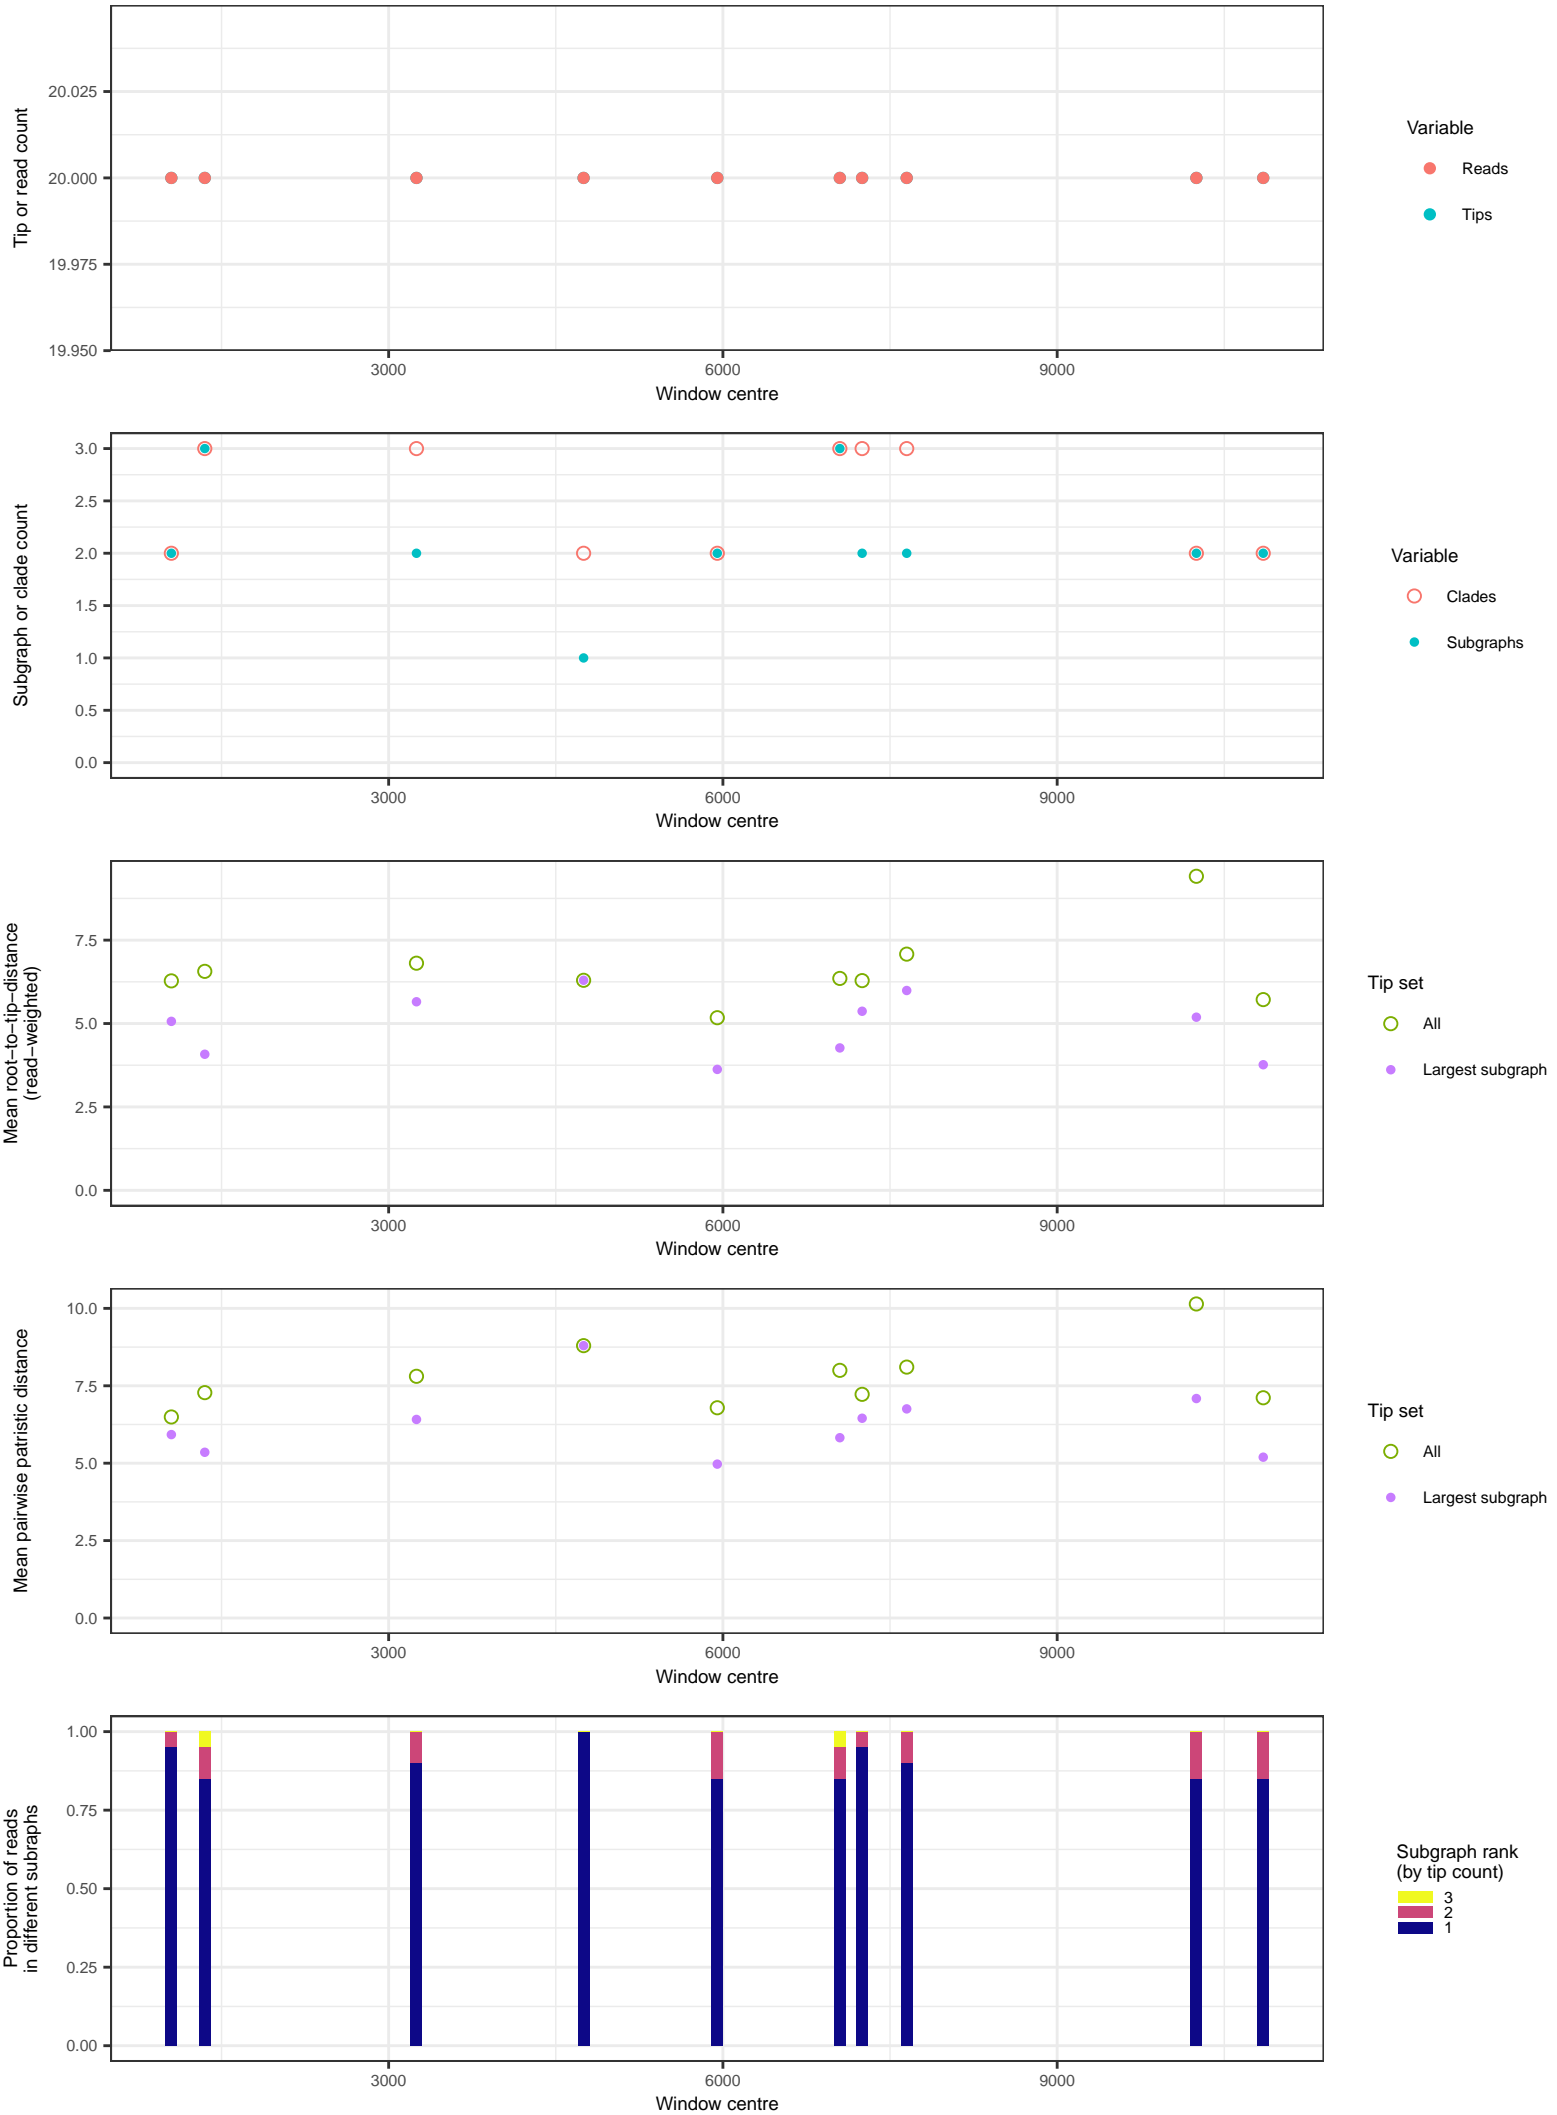 Tip or read count
20.025
20.000
19.975
19.950
3000 6000 9000
Window centre
Variable
Reads
Tips
Subgraph or clade count
3.0
2.5
2.0
1.5
1.0
0.5
0.0
3000 6000 9000
Window centre
Variable
Clades
Subgraphs
Mean root−to−tip−distance
(read−weighted)
7.5
5.0
2.5
0.0
3000 6000 9000
Window centre
Tip set
All
Largest subgraph
Mean pairwise patristic distance
10.0
7.5
5.0
2.5
0.0
3000 6000 9000
Window centre
Tip set
All
Largest subgraph
Proportion of reads
in different subraphs
1.00
0.75
0.50
0.25
0.00
3000 6000 9000
Window centre
Subgraph rank
(by tip count)
3
2
1